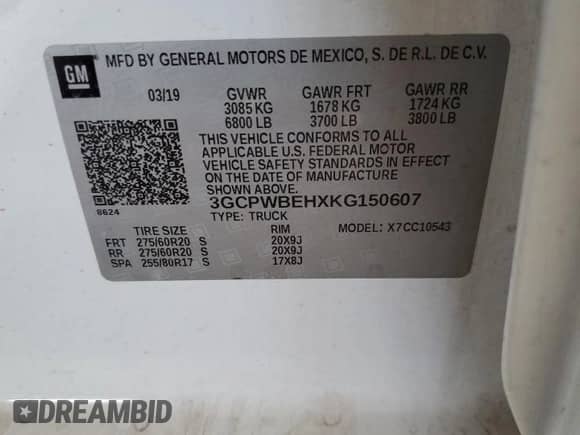 GM
MFD BY GENERAL MOTORS DE MEXICO, S. DE R.L. DE C.V.
03/19 GVWR GAWR FRT GAWR RR
3085 KG 1678 KG 1724 KG
6800 LB 3700 LB 3800 LB
THIS VEHICLE CONFORMS TO ALL
APPLICABLE U.S. FEDERAL MOTOR
VEHICLE SAFETY STANDARDS IN EFFECT
ON THE DATE OF MANUFACTURE SHOWN ABOVE.
3GCPWBEHXKG150607
8624
TYPE: TRUCK MODEL: X7CC10543
TIRE SIZE RIM
FRT 275/60R20 S 20X9J
RR 275/60R20 S 20X9J
SPA 255/80R17 S 17X8J
DREAMBID